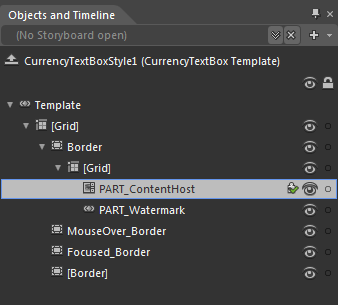 Objects and Timeline
(No Storyboard open)
CurrencyTextBoxStyle1 (CurrencyTextBox Template)
Template
[Grid]
Border
[Grid]
PART_ContentHost
PART_Watermark
MouseOver_Border
Focused_Border
[Border]